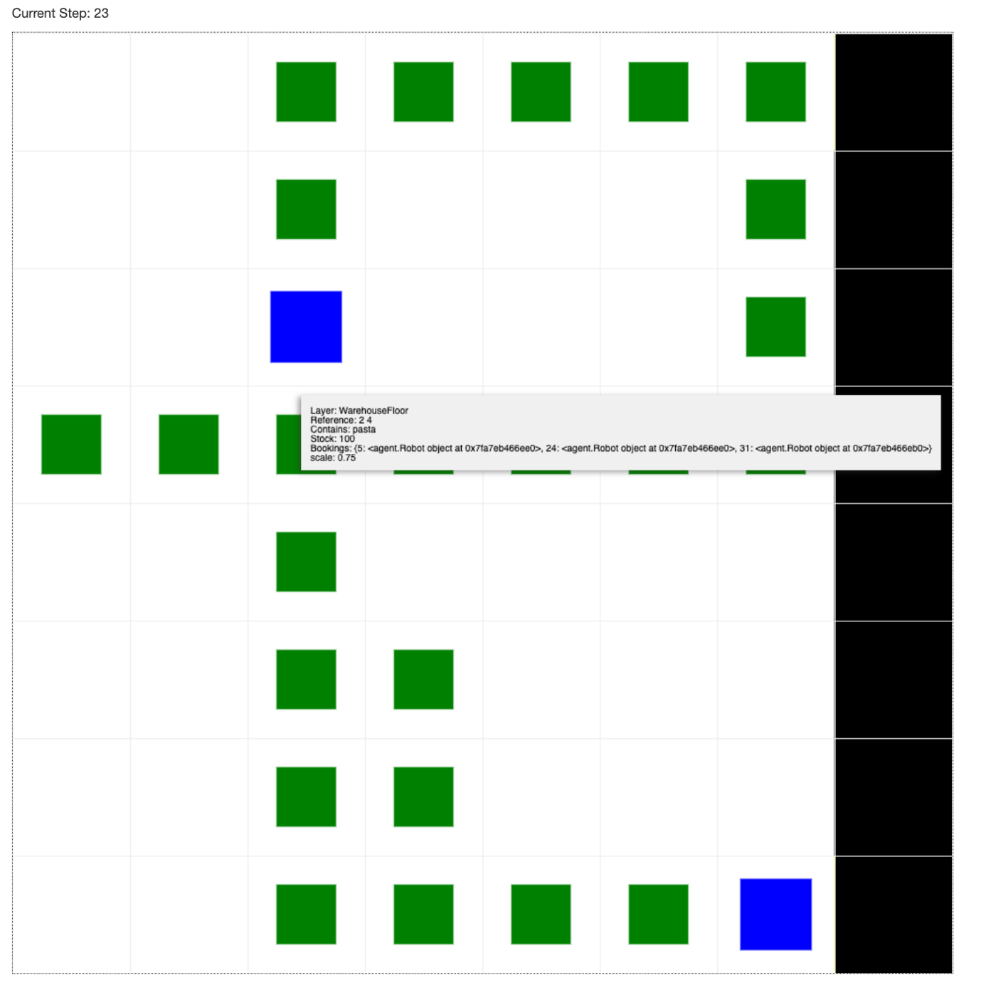 Current Step: 23
Layer: WarehouseFloor
Reference: 2 4
Contains: pasta
Stock: 100
Bookings: {5: <agent.Robot object at 0x7fa7eb466ee0>, 24: <agent.Robot object at 0x7fa7eb466ee0>, 31: <agent.Robot object at 0x7fa7eb466eb0>}
scale: 0.75